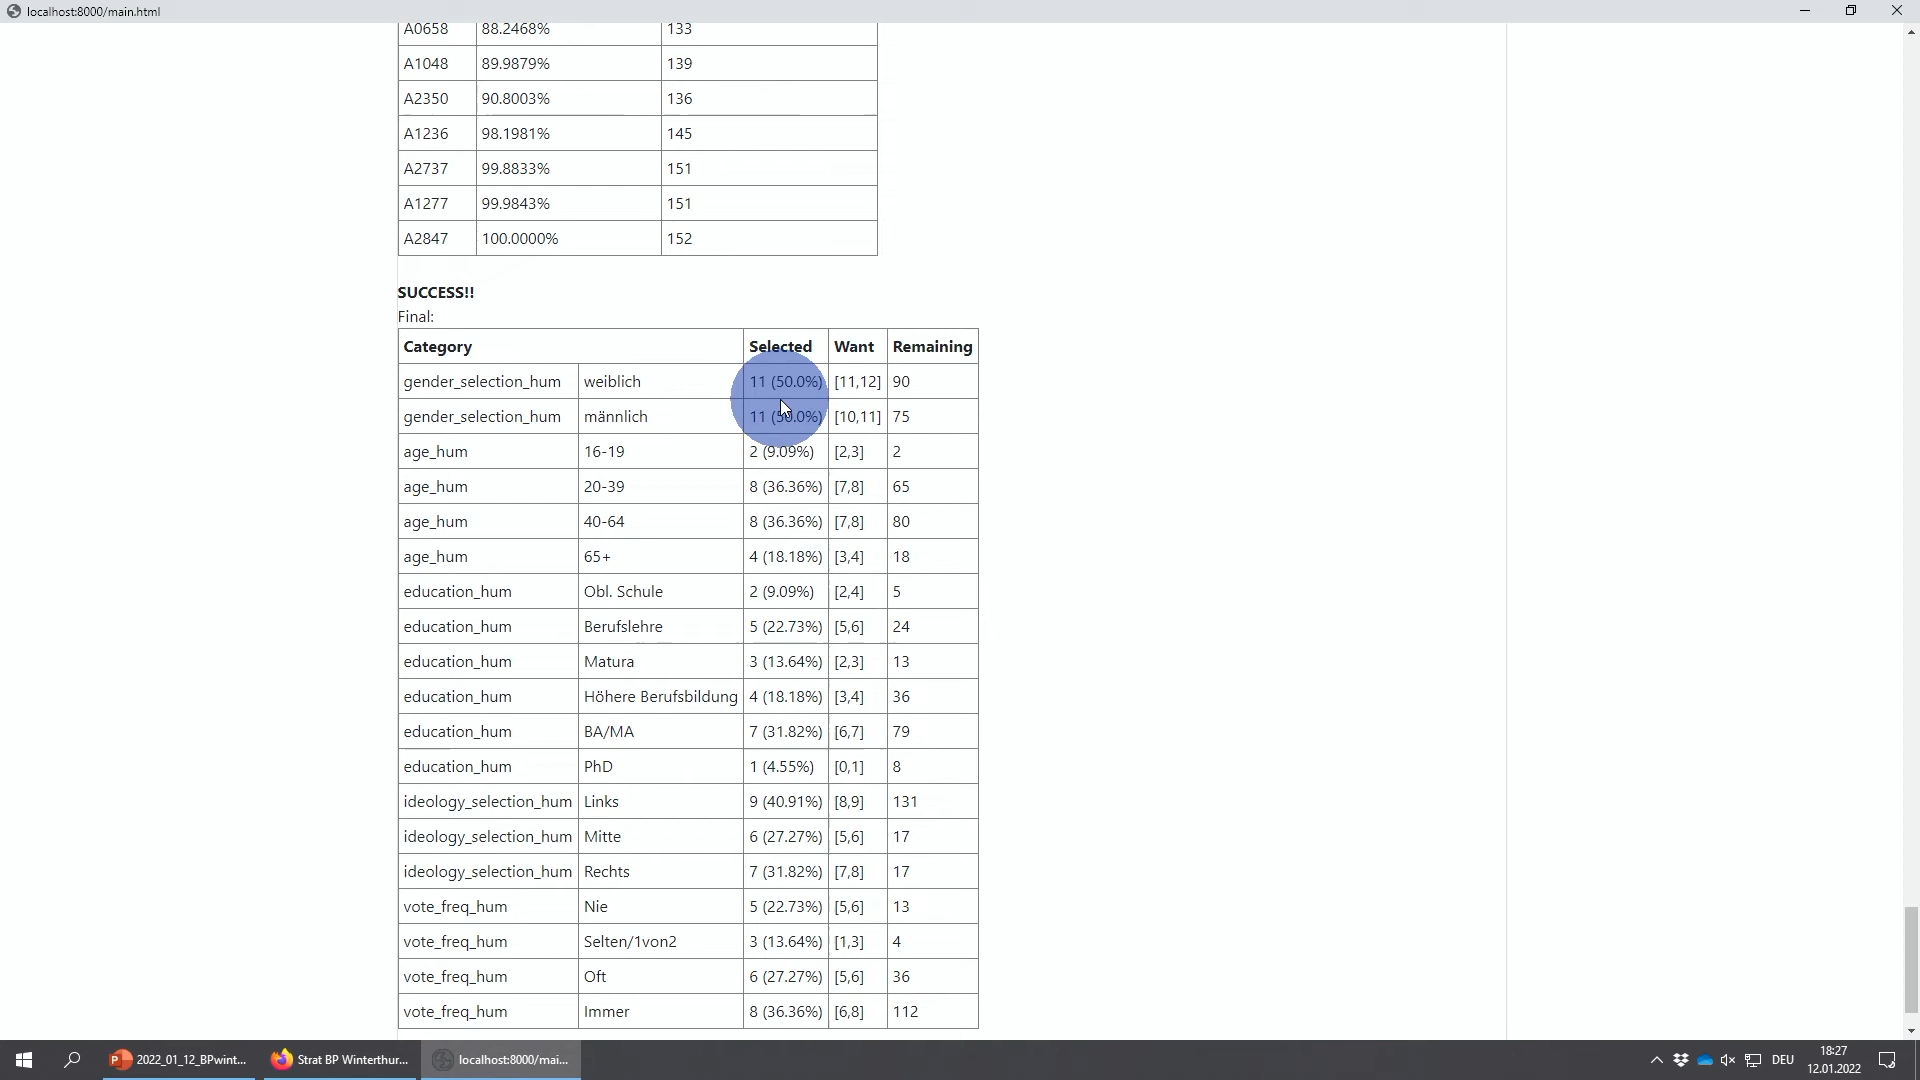 localhost:8000/main.html
A0658 88.2468% 133
A1048 89.9879% 139
A2350 90.8003% 136
A1236 98.1981% 145
A2737 99.8833% 151
A1277 99.9843% 151
A2847 100.0000% 152
SUCCESS!!
Final:
Category Selected Want Remaining
gender_selection_hum weiblich 11 (50.0%) [11,12] 90
gender_selection_hum männlich 11 (50.0%) [10,11] 75
age_hum 16-19 2 (9.09%) [2,3] 2
age_hum 20-39 8 (36.36%) [7,8] 65
age_hum 40-64 8 (36.36%) [7,8] 80
age_hum 65+ 4 (18.18%) [3,4] 18
education_hum Obl. Schule 2 (9.09%) [2,4] 5
education_hum Berufslehre 5 (22.73%) [5,6] 24
education_hum Matura 3 (13.64%) [2,3] 13
education_hum Höhere Berufsbildung 4 (18.18%) [3,4] 36
education_hum BA/MA 7 (31.82%) [6,7] 79
education_hum PhD 1 (4.55%) [0,1] 8
ideology_selection_hum Links 9 (40.91%) [8,9] 131
ideology_selection_hum Mitte 6 (27.27%) [5,6] 17
ideology_selection_hum Rechts 7 (31.82%) [7,8] 17
vote_freq_hum Nie 5 (22.73%) [5,6] 13
vote_freq_hum Selten/1von2 3 (13.64%) [1,3] 4
vote_freq_hum Oft 6 (27.27%) [5,6] 36
vote_freq_hum Immer 8 (36.36%) [6,8] 112
2022_01_12_BPwint... Strat BP Winterthur... localhost:8000/mai... DEU 18:27
12.01.2022